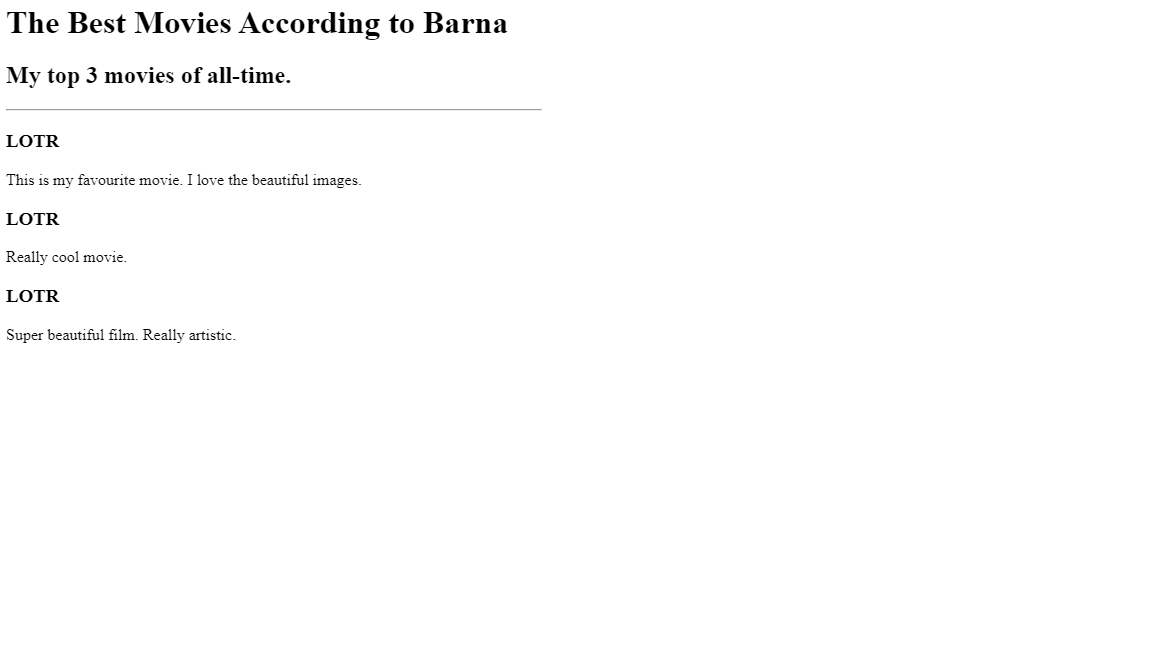 The Best Movies According to Barna
My top 3 movies of all-time.
LOTR
This is my favourite movie. I love the beautiful images.
LOTR
Really cool movie.
LOTR
Super beautiful film. Really artistic.